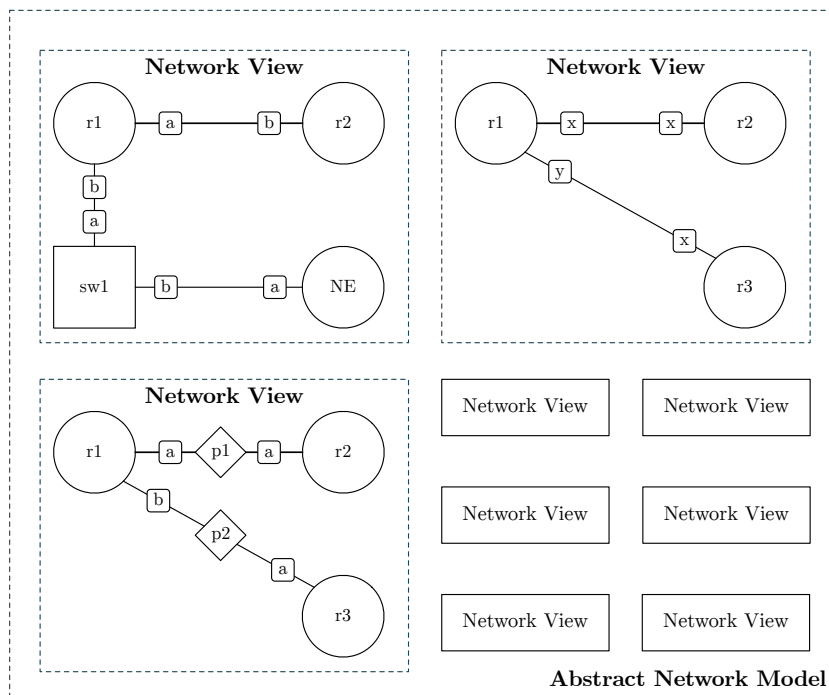 Network View
r1
a
b
r2
b
a
sw1
b
a
NE
Network View
r1
x
x
r2
y
x
r3
Network View
r1
a
p1
a
r2
b
p2
a
r3
Network View
Network View
Network View
Network View
Network View
Network View
Abstract Network Model